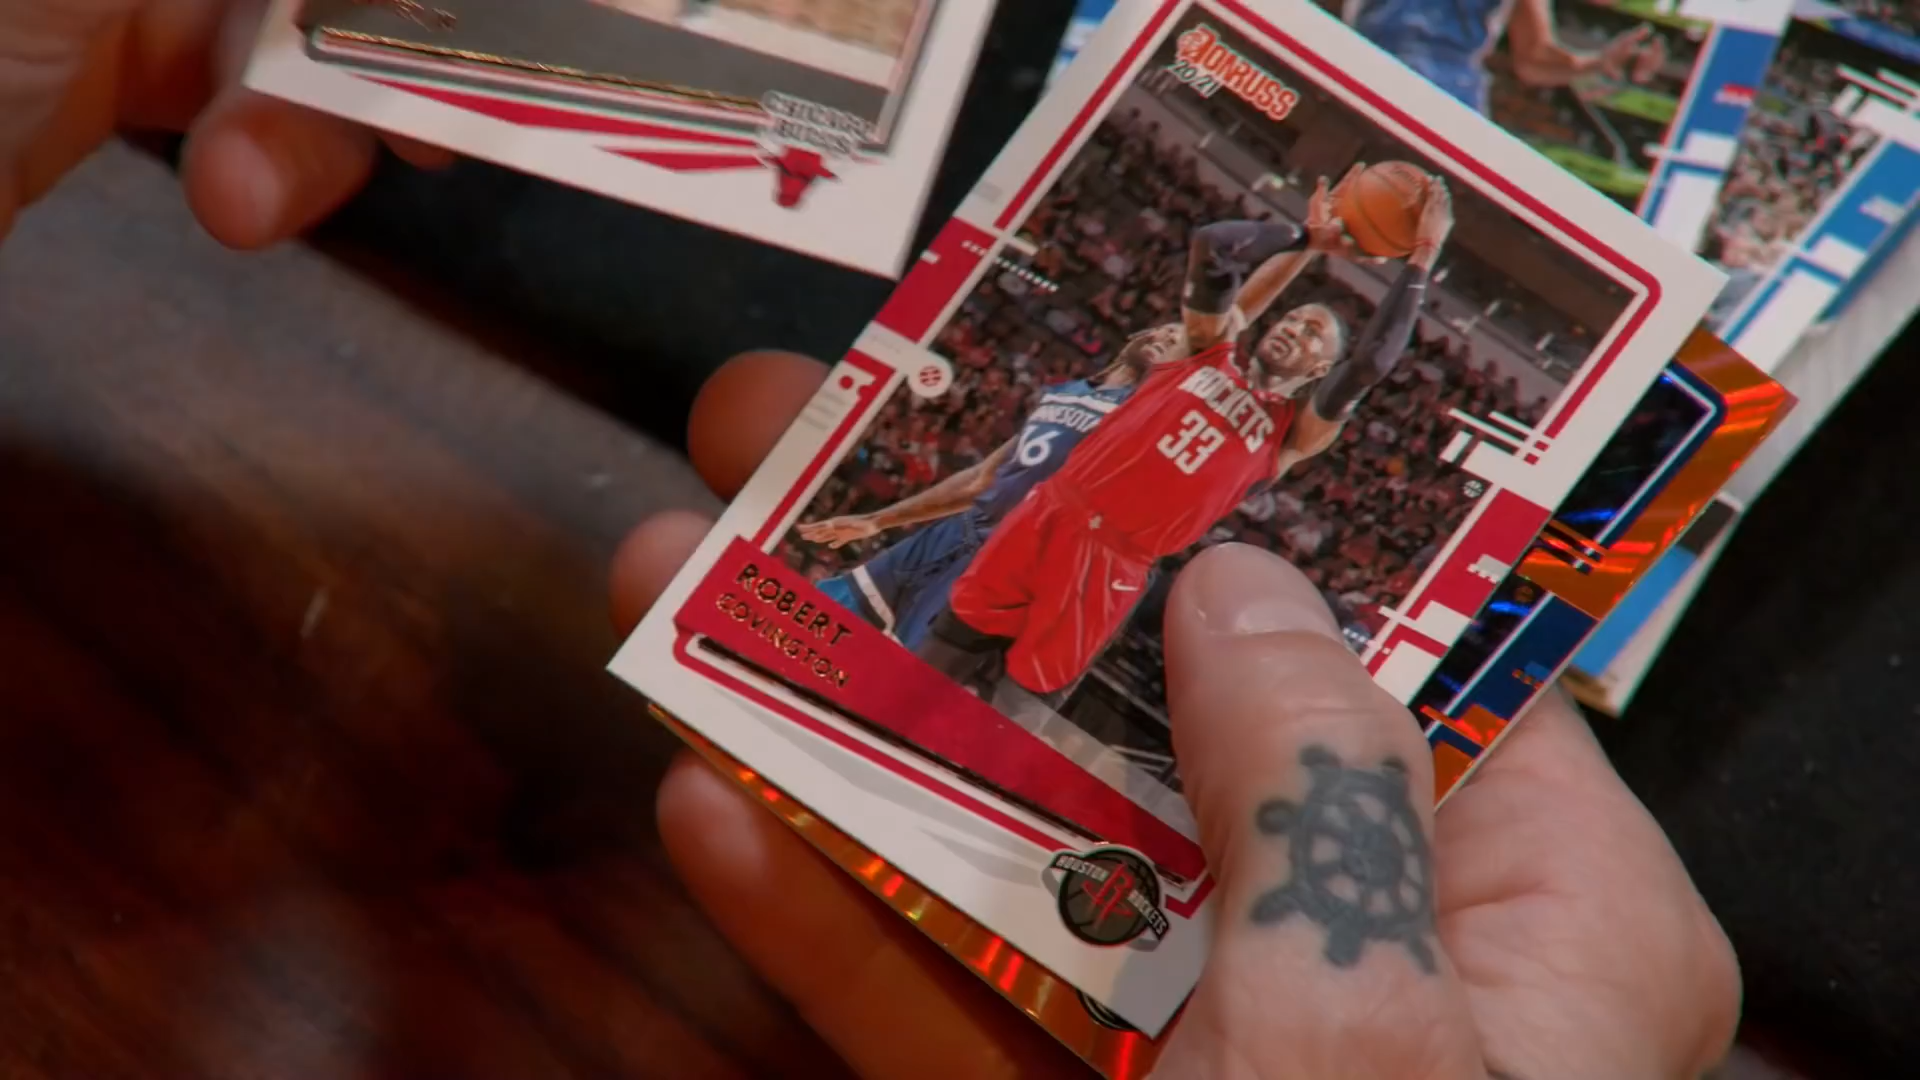 CHICAGO
BULLS
DONRUSS
20/21
ROCKETS
33
MINNESOTA
16
ROBERT
COVINGTON
HOUSTON
ROCKETS